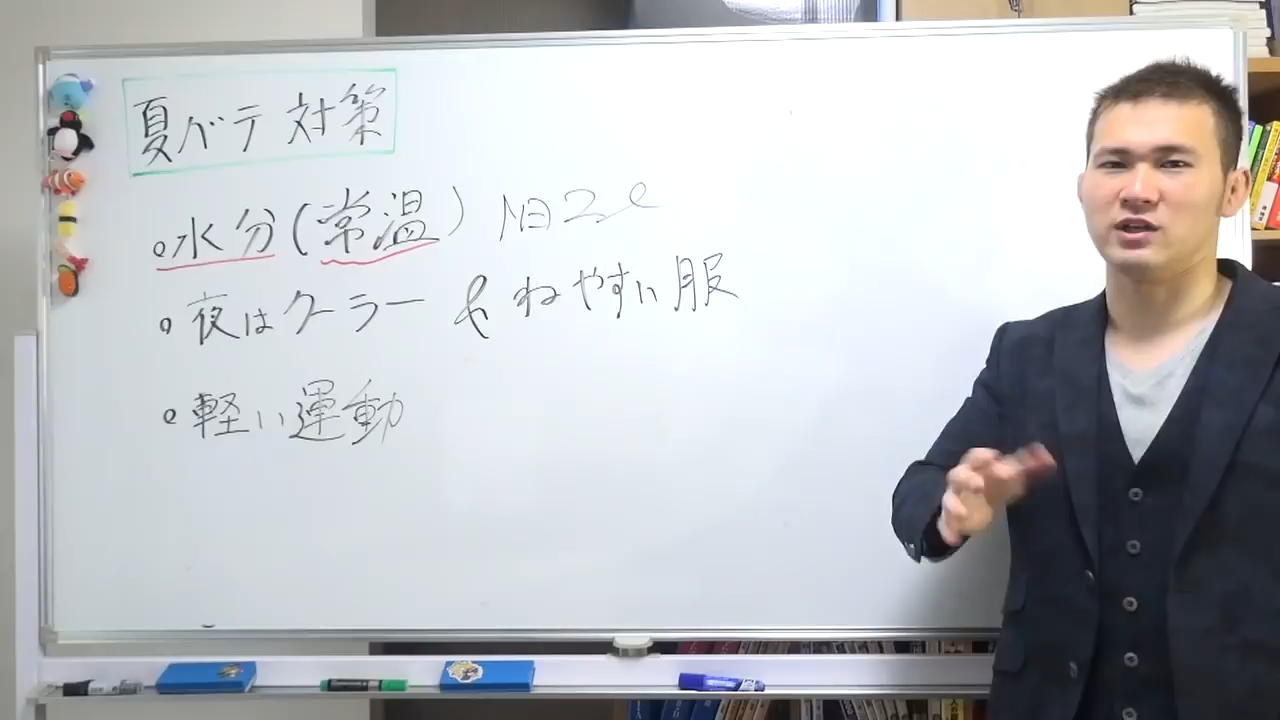 夏バテ対策
水分(常温) 1日2ℓ
夜はクーラー & ねやすい服
軽い運動